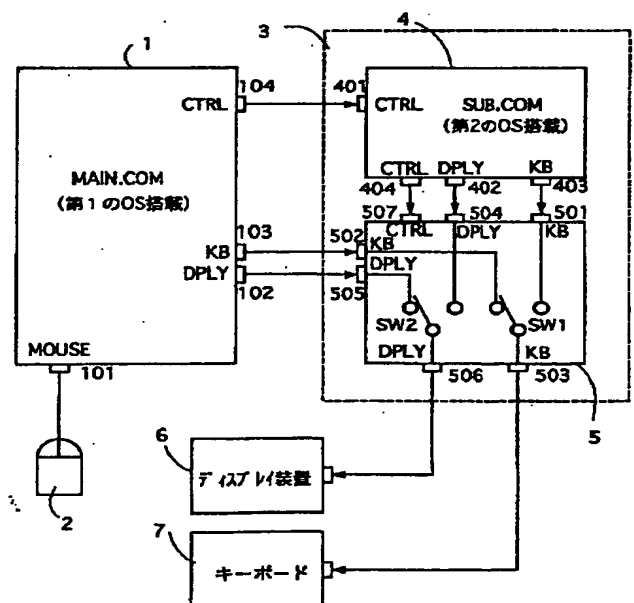 1
3
4
CTRL
104
401
CTRL
SUB.COM
(第2のOS搭載)
MAIN.COM
(第1のOS搭載)
CTRL DPLY KB
404 402 403
507 504 501
CTRL DPLY KB
103
KB
502
KB
DPLY
102
DPLY
505
SW2
SW1
MOUSE
101
DPLY KB
506 503
5
6
ディスプレイ装置
2
7
キーボード